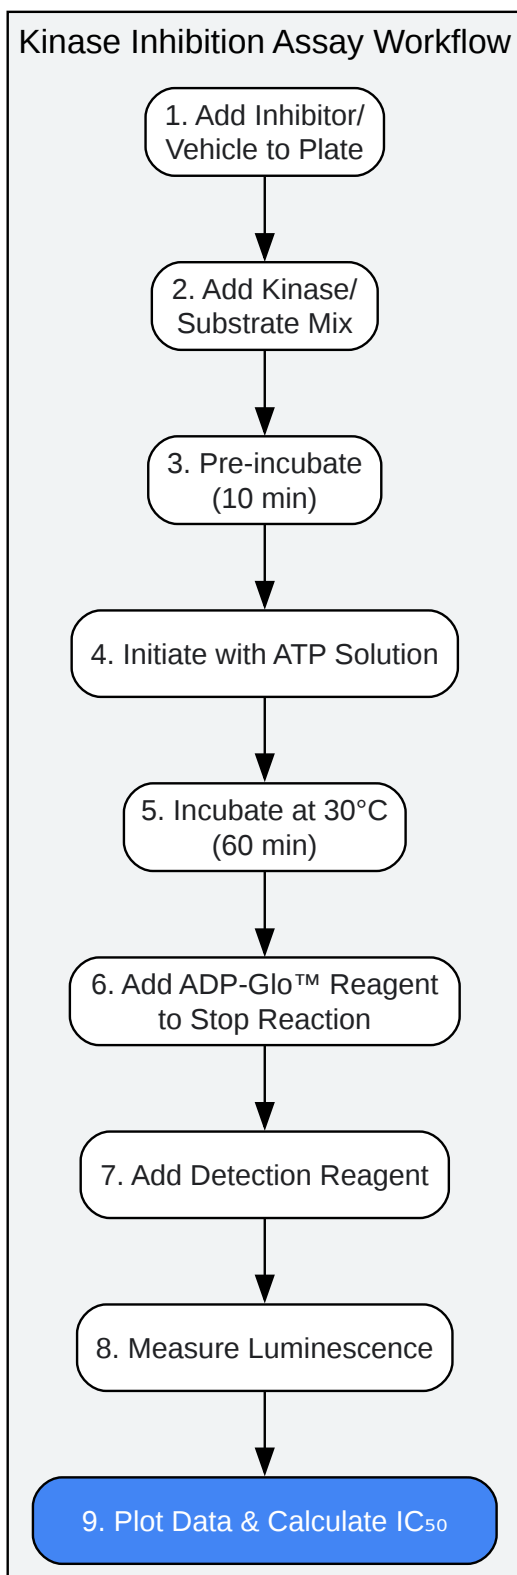 Kinase Inhibition Assay Workflow
1. Add Inhibitor/
Vehicle to Plate
2. Add Kinase/
Substrate Mix
3. Pre-incubate
(10 min)
4. Initiate with ATP Solution
5. Incubate at 30°C
(60 min)
6. Add ADP-Glo™ Reagent
to Stop Reaction
7. Add Detection Reagent
8. Measure Luminescence
9. Plot Data & Calculate IC₅₀